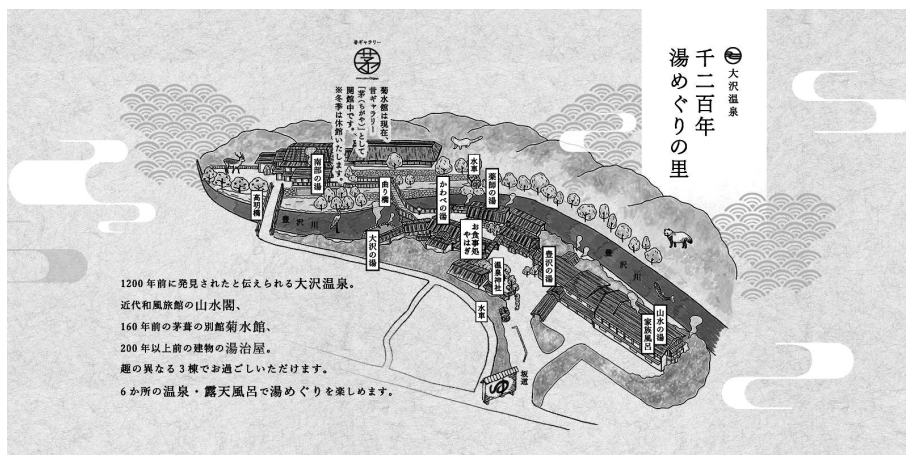 大沢温泉
千二百年
湯めぐりの里
昔ギャラリー
茅
菊水館は現在、
昔ギャラリー
「茅（ちがや）」として
開館中です。
※冬季は休館いたします。
南部の湯
高明橋
豊沢川
曲り橋
大沢の湯
かわべの湯
水車
薬師の湯
お食事処
やはぎ
温泉神社
水車
豊沢の湯
豊沢川
山水の湯
家族風呂
坂道
ゆ
1200年前に発見されたと伝えられる大沢温泉。
近代和風旅館の山水閣、
160年前の茅葺の別館菊水館、
200年以上前の建物の湯治屋。
趣の異なる3棟でお過ごしいただけます。
6か所の温泉・露天風呂で湯めぐりを楽しめます。